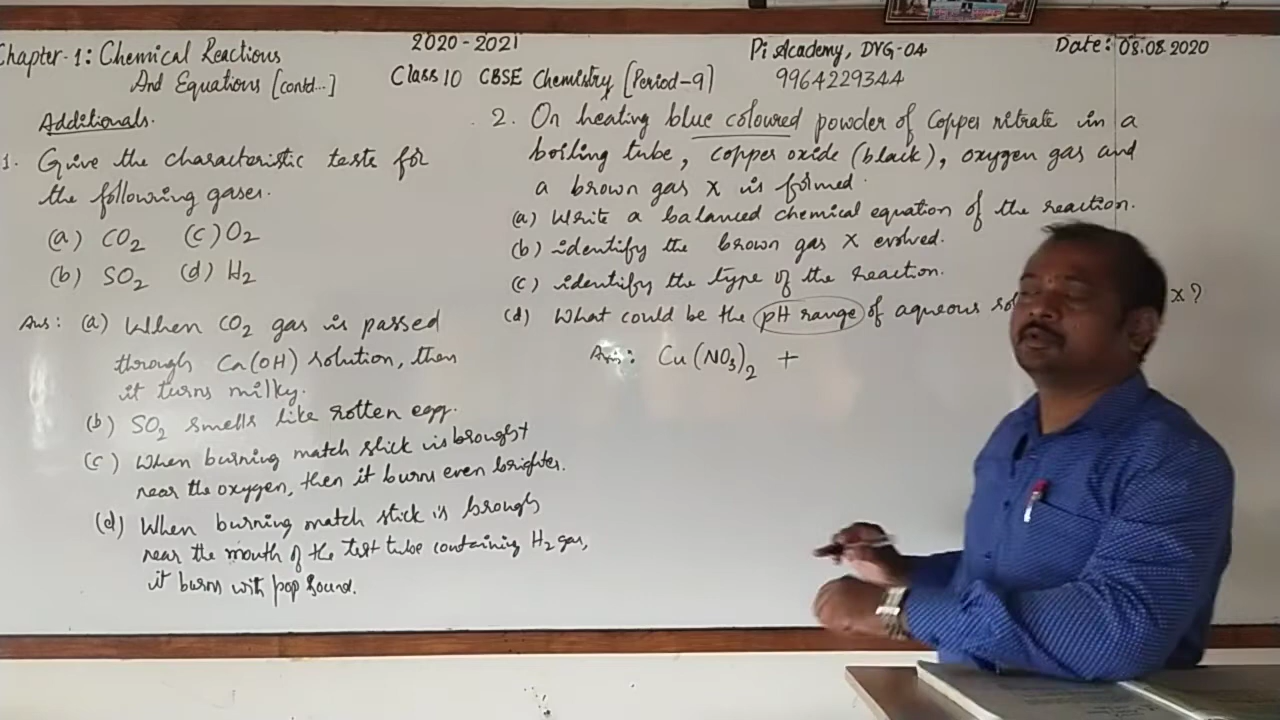 Chapter-1: Chemical Reactions
And Equations [contd...]
2020-2021
Class 10 CBSE Chemistry [Period-9]
Pi Academy, DVG-04
9964229344
Date: 08.08.2020
Additionals.
1. Give the characteristic tests for
the following gases.
(a) CO2 (c) O2
(b) SO2 (d) H2
Ans: (a) When CO2 gas is passed
through Ca(OH) solution, then
it turns milky.
(b) SO2 smells like rotten egg.
(c) When burning match stick is brought
near the oxygen, then it burns even brighter.
(d) When burning match stick is brough
near the mouth of the test tube containing H2 gas,
it burns with pop sound.
2. On heating blue coloured powder of Copper nitrate in a
boiling tube, copper oxide (black), oxygen gas and
a brown gas X is formed.
(a) Write a balanced chemical equation of the reaction.
(b) identify the brown gas X evolved.
(c) identify the type of the reaction.
(d) What could be the pH range of aqueous X?
Ans: Cu(NO3)2 +